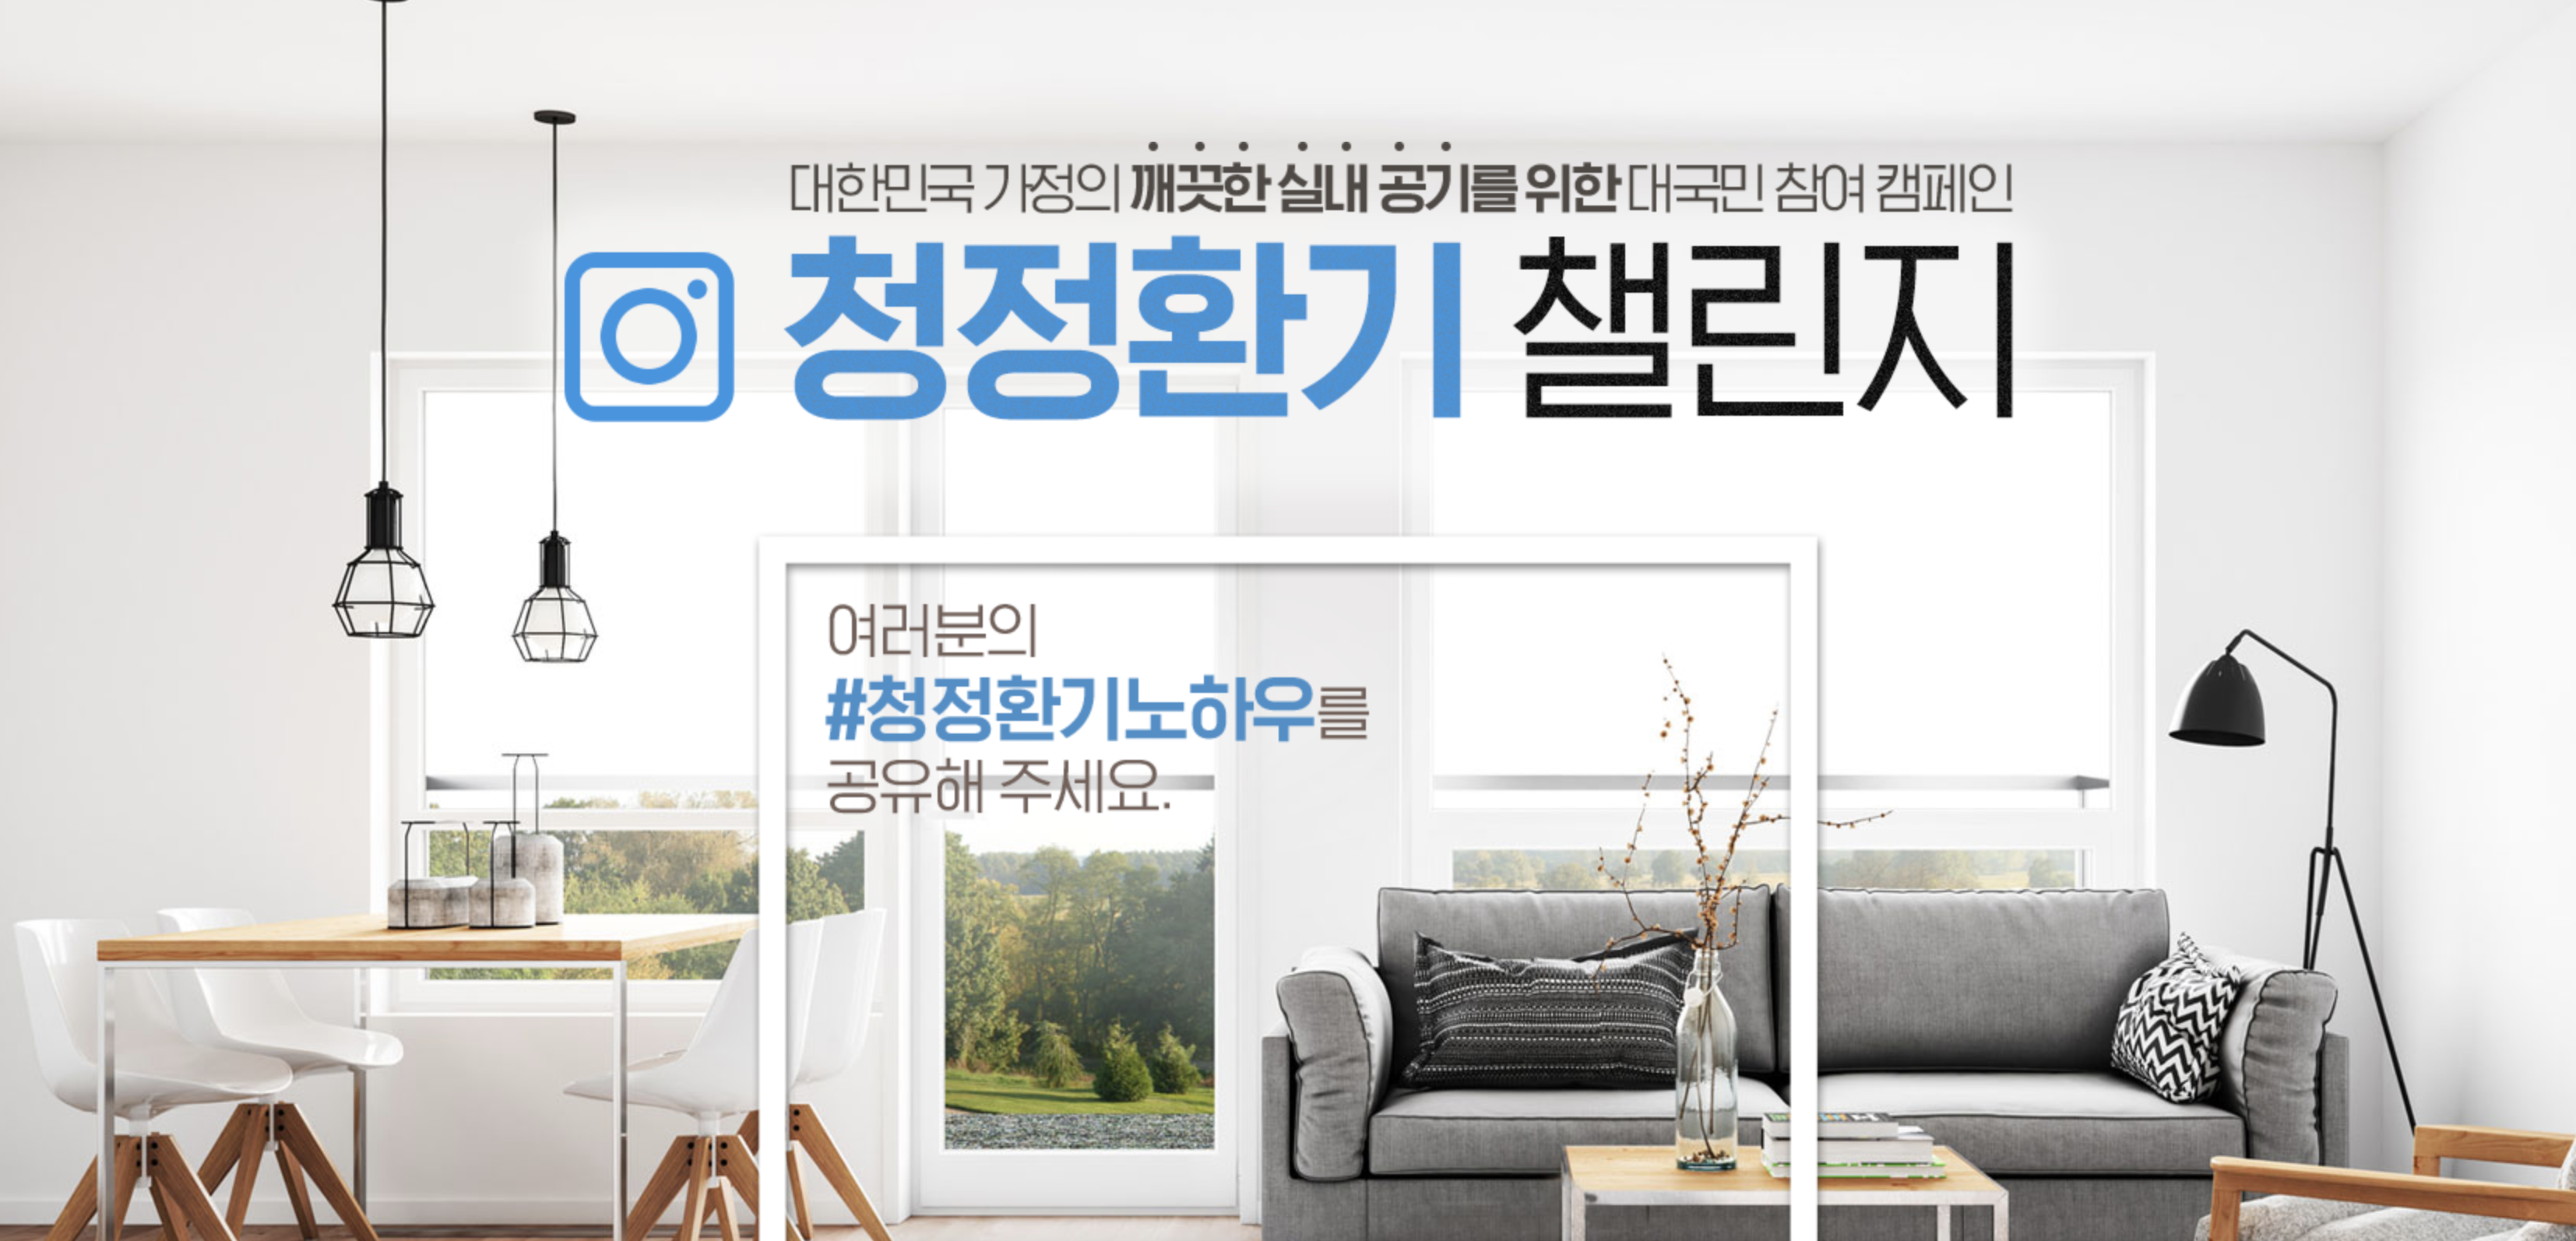 대한민국 가정의 깨끗한 실내 공기를 위한 대국민 참여 캠페인
청정환기 챌린지
여러분의
#청정환기노하우를
공유해 주세요.